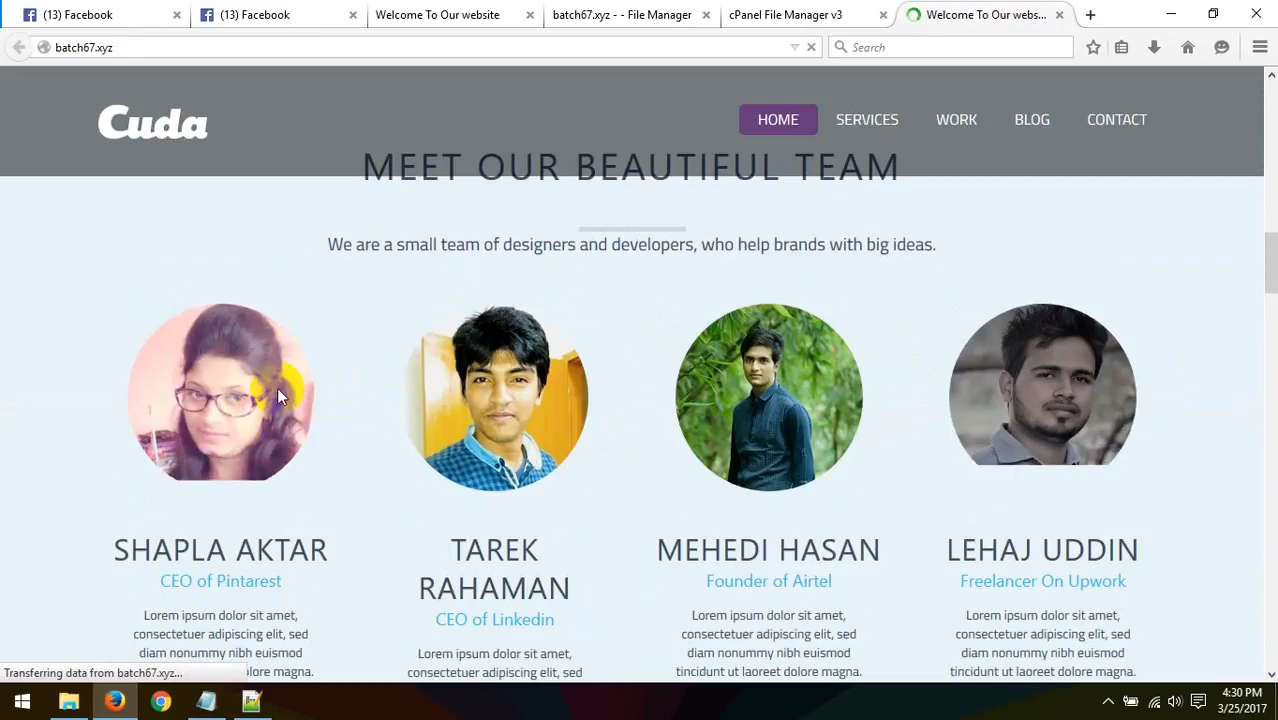 (13) Facebook
(13) Facebook
Welcome To Our website
batch67.xyz - - File Manager
cPanel File Manager v3
Welcome To Our webs...
batch67.xyz
Search
Cuda
HOME
SERVICES
WORK
BLOG
CONTACT
MEET OUR BEAUTIFUL TEAM
We are a small team of designers and developers, who help brands with big ideas.
SHAPLA AKTAR
CEO of Pintarest
Lorem ipsum dolor sit amet,
consectetuer adipiscing elit, sed
diam nonummy nibh euismod
dolore magna.
TAREK
RAHAMAN
CEO of Linkedin
Lorem ipsum dolor sit amet,
consectetuer adipiscing elit, sed
MEHEDI HASAN
Founder of Airtel
Lorem ipsum dolor sit amet,
consectetuer adipiscing elit, sed
diam nonummy nibh euismod
tincidunt ut laoreet dolore magna.
LEHAJ UDDIN
Freelancer On Upwork
Lorem ipsum dolor sit amet,
consectetuer adipiscing elit, sed
diam nonummy nibh euismod
tincidunt ut laoreet dolore magna.
Transferring data from batch67.xyz...
4:30 PM
3/25/2017